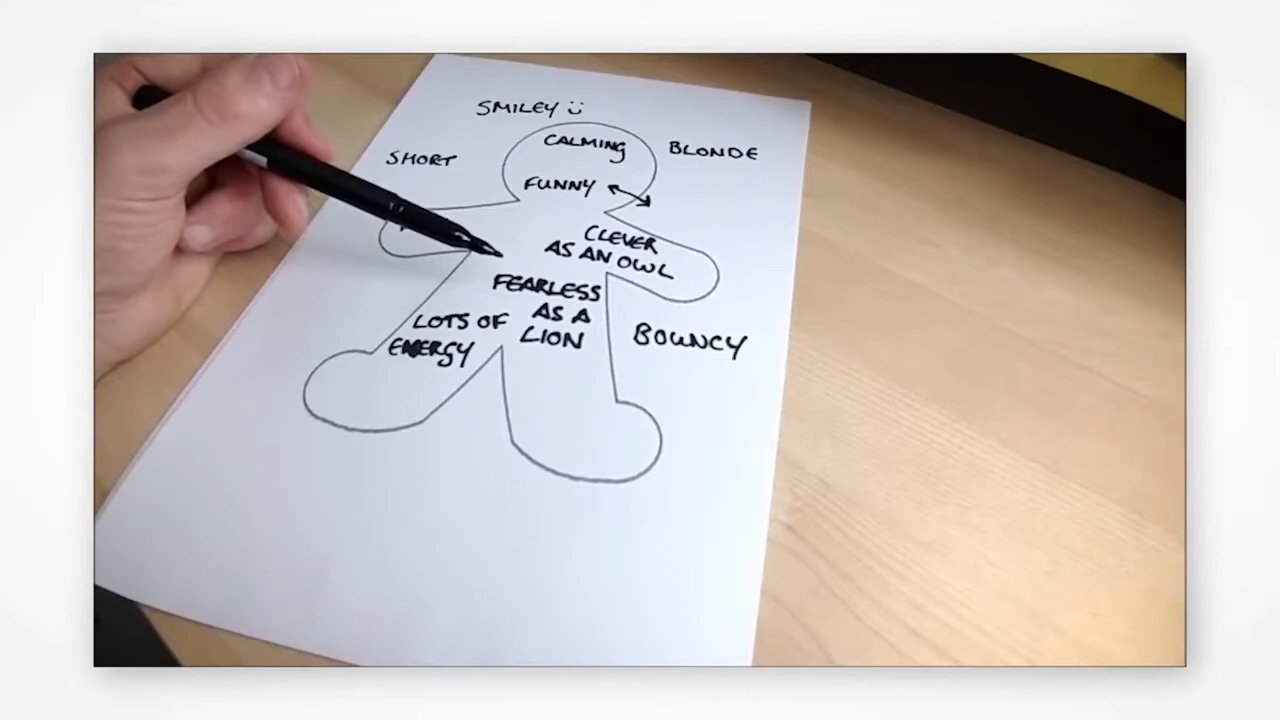 SMILEY
SHORT
CALMING
BLONDE
FUNNY
CLEVER
AS AN OWL
FEARLESS
AS A
LION
LOTS OF
ENERGY
BOUNCY